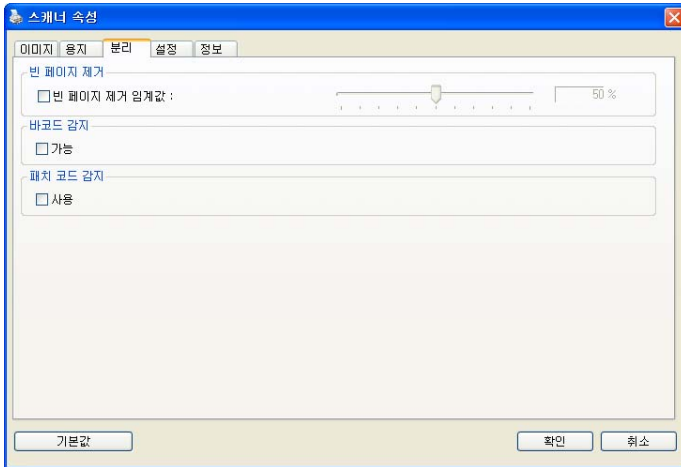 스캐너 속성
이미지 용지 분리 설정 정보
빈 페이지 제거
빈 페이지 제거 임계값 : 50 %
바코드 감지
가능
패치 코드 감지
사용
기본값 확인 취소